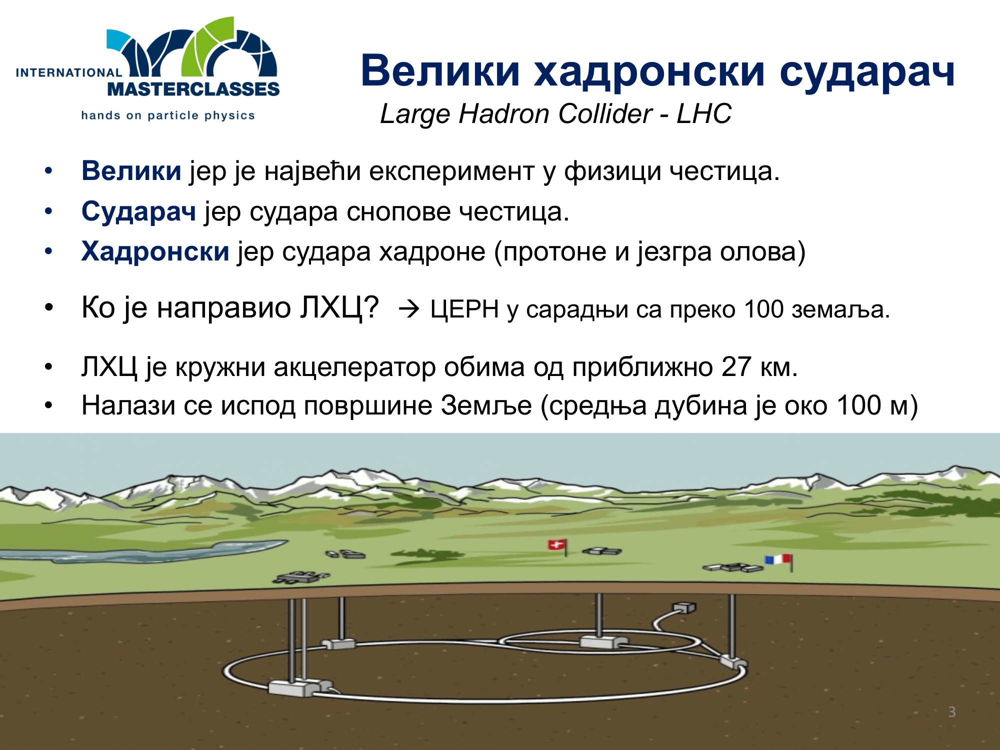 INTERNATIONAL
MASTERCLASSES
hands on particle physics
Велики хадронски сударач
Large Hadron Collider - LHC
• Велики јер је највећи експеримент у физици честица.
• Сударач јер судара снопове честица.
• Хадронски јер судара хадроне (протоне и језгра олова)
• Ко је направио ЛХЦ? → ЦЕРН у сарадњи са преко 100 земаља.
• ЛХЦ је кружни акцелератор обима од приближно 27 км.
• Налази се испод површине Земље (средња дубина је око 100 м)
3